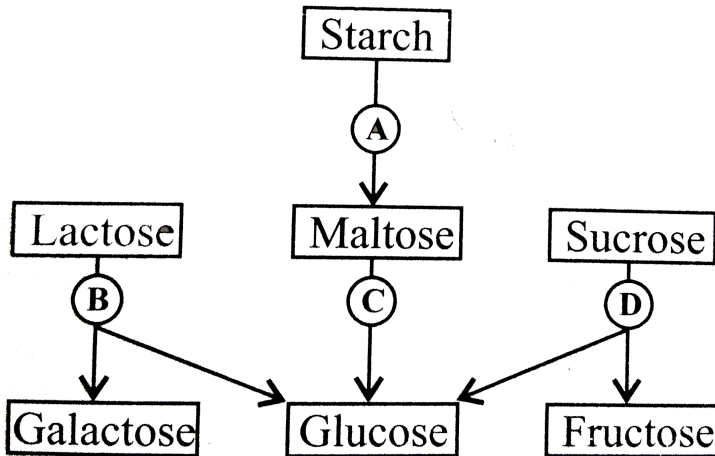 Starch
A
Lactose
Maltose
Sucrose
B
C
D
Galactose
Glucose
Fructose